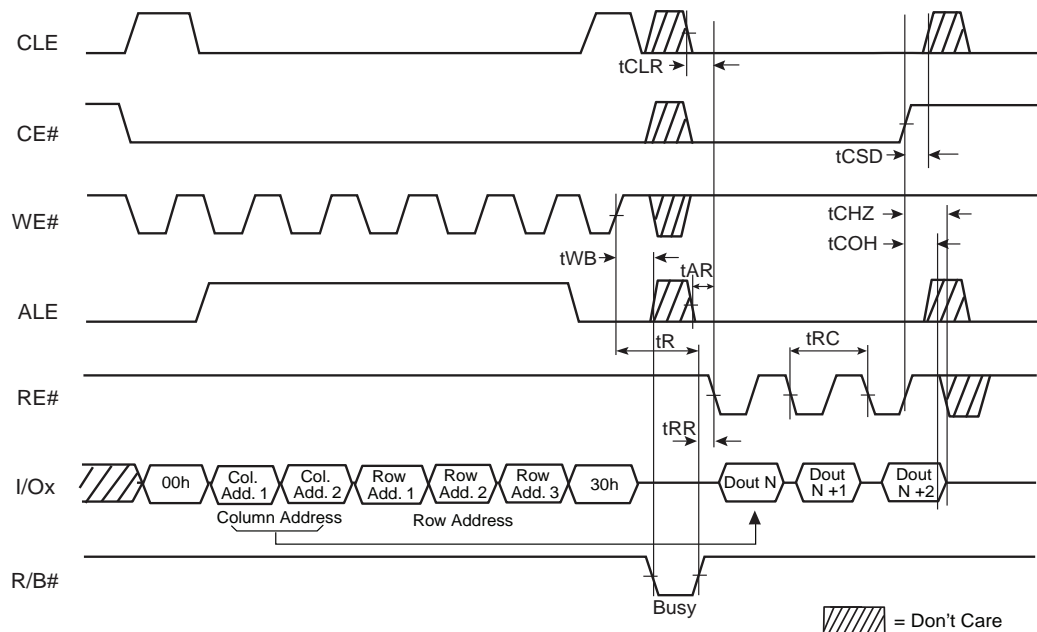 CLE
tCLR
CE#
tCSD
WE#
tCHZ
tCOH
tWB
tAR
ALE
tR
tRC
RE#
tRR
I/Ox
00h
Col.
Add. 1
Col.
Add. 2
Row
Add. 1
Row
Add. 2
Row
Add. 3
30h
Dout N
Dout
N +1
Dout
N +2
Column Address
Row Address
R/B#
Busy
= Don't Care